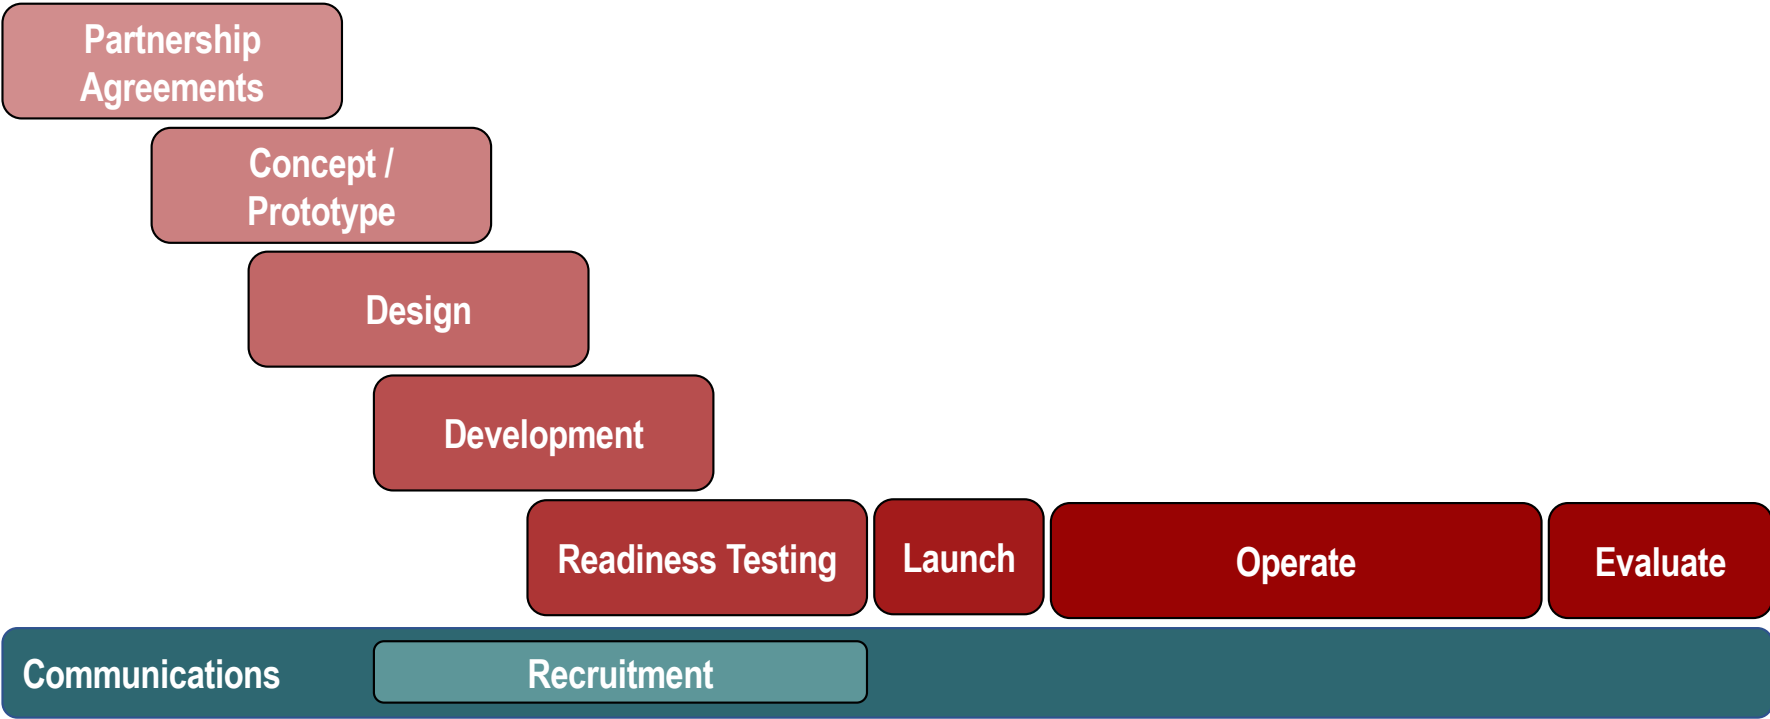 Partnership
Agreements
Concept /
Prototype
Design
Development
Readiness Testing
Launch
Operate
Evaluate
Communications
Recruitment